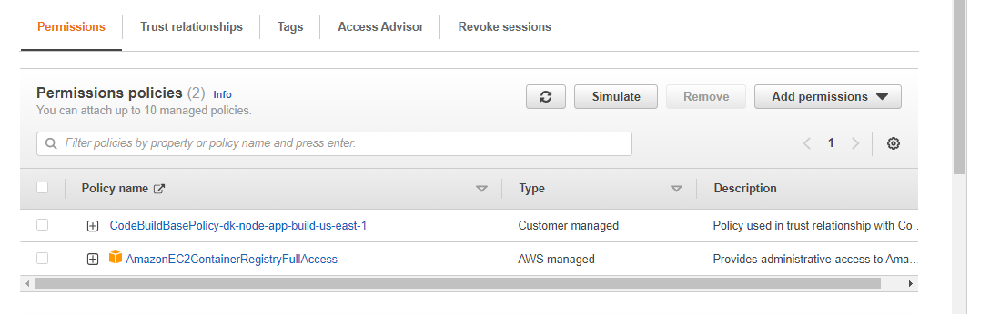 Permissions Trust relationships Tags Access Advisor Revoke sessions
Permissions policies (2) Info
You can attach up to 10 managed policies.
Simulate Remove Add permissions
Filter policies by property or policy name and press enter.
1
Policy name Type Description
CodeBuildBasePolicy-dk-node-app-build-us-east-1 Customer managed Policy used in trust relationship with Co…
AmazonEC2ContainerRegistryFullAccess AWS managed Provides administrative access to Ama…